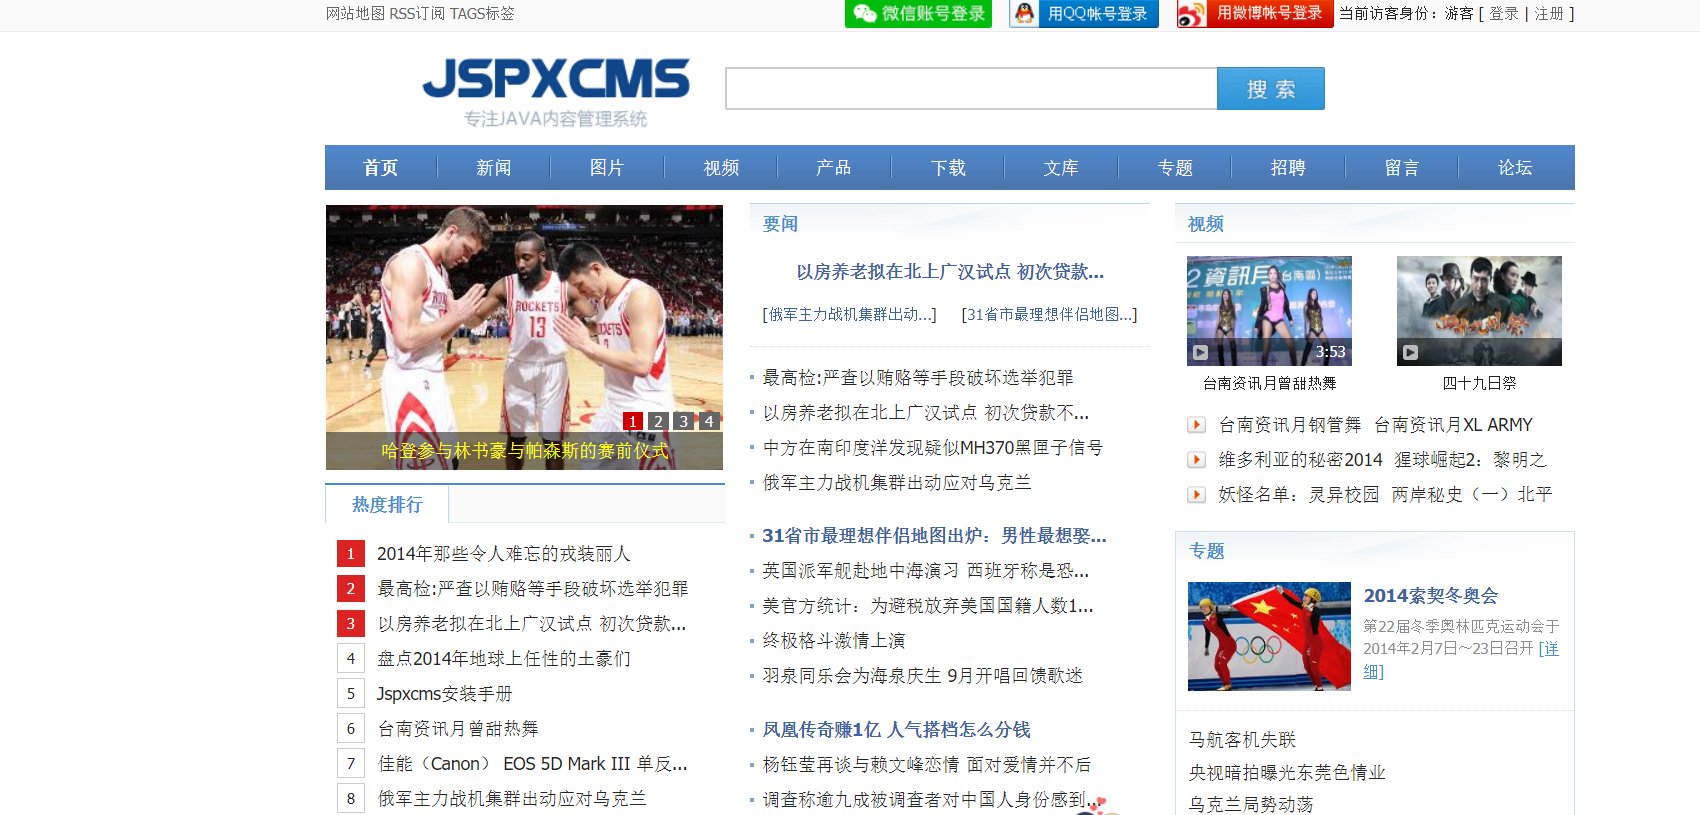 网站地图 RSS订阅 TAGS标签
微信账号登录
用QQ帐号登录
用微博帐号登录
当前访客身份：游客 [ 登录 | 注册 ]
JSPXCMS
专注JAVA内容管理系统
搜 索
首页 新闻 图片 视频 产品 下载 文库 专题 招聘 留言 论坛
ROCKETS
13
1 2 3 4
哈登参与林书豪与帕森斯的赛前仪式
热度排行
1 2014年那些令人难忘的戎装丽人
2 最高检:严查以贿赂等手段破坏选举犯罪
3 以房养老拟在北上广汉试点 初次贷款...
4 盘点2014年地球上任性的土豪们
5 Jspxcms安装手册
6 台南资讯月曾甜热舞
7 佳能（Canon） EOS 5D Mark III 单反...
8 俄军主力战机集群出动应对乌克兰
要闻
以房养老拟在北上广汉试点 初次贷款...
[俄军主力战机集群出动...] [31省市最理想伴侣地图...]
最高检:严查以贿赂等手段破坏选举犯罪
以房养老拟在北上广汉试点 初次贷款不...
中方在南印度洋发现疑似MH370黑匣子信号
俄军主力战机集群出动应对乌克兰
31省市最理想伴侣地图出炉：男性最想娶...
英国派军舰赴地中海演习 西班牙称是恐...
美官方统计：为避税放弃美国国籍人数1...
终极格斗激情上演
羽泉同乐会为海泉庆生 9月开唱回馈歌迷
凤凰传奇赚1亿 人气搭档怎么分钱
杨钰莹再谈与赖文峰恋情 面对爱情并不后
调查称逾九成被调查者对中国人身份感到...
视频
2資訊月 台南
3:53
台南资讯月曾甜热舞
四十九日祭
台南资讯月钢管舞 台南资讯月XL ARMY
维多利亚的秘密2014 猩球崛起2：黎明之
妖怪名单：灵异校园 两岸秘史（一）北平
专题
2014索契冬奥会
第22届冬季奥林匹克运动会于
2014年2月7日～23日召开 [详
细]
马航客机失联
央视暗拍曝光东莞色情业
乌克兰局势动荡